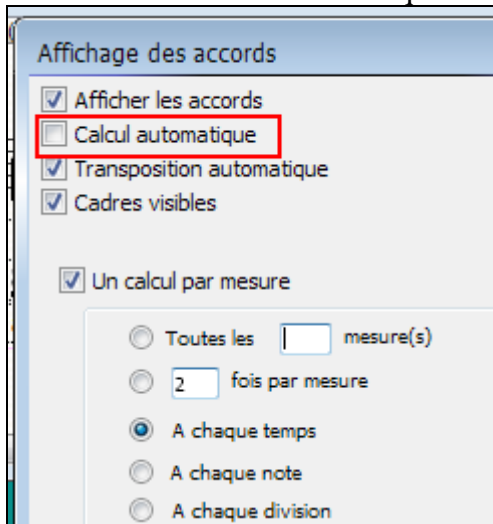 Affichage des accords
Afficher les accords
Calcul automatique
Transposition automatique
Cadres visibles
Un calcul par mesure
Toutes les mesure(s)
2 fois par mesure
A chaque temps
A chaque note
A chaque division